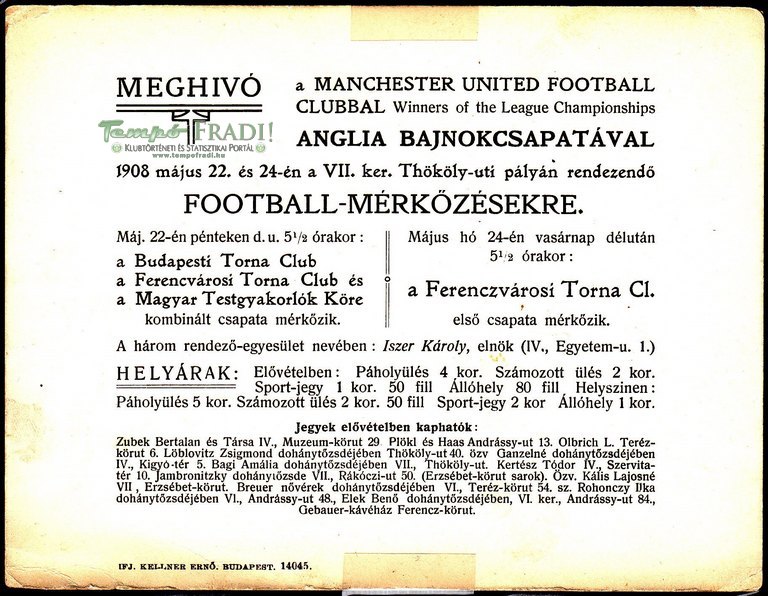 MEGHIVÓ
a MANCHESTER UNITED FOOTBALL
CLUBBAL Winners of the League Championships
Tempó FRADI!
KLUBTÖRTÉNETI ÉS STATISZTIKAI PORTÁL
www.tempofradi.hu
ANGLIA BAJNOKCSAPATÁVAL
1908 május 22. és 24-én a VII. ker. Thököly-uti pályán rendezendő
FOOTBALL-MÉRKŐZÉSEKRE.
Máj. 22-én pénteken d. u. 5 1/2 órakor :
a Budapesti Torna Club
a Ferencvárosi Torna Club és
a Magyar Testgyakorlók Köre
kombinált csapata mérkőzik.
Május hó 24-én vasárnap délután
5 1/2 órakor :
a Ferenczvárosi Torna Cl.
első csapata mérkőzik.
A három rendező-egyesület nevében : Iszer Károly, elnök (IV., Egyetem-u. 1.)
HELYÁRAK: Elővételben : Páholyülés 4 kor. Számozott ülés 2 kor.
Sport-jegy 1 kor. 50 fill Állóhely 80 fill Helyszinen :
Páholyülés 5 kor. Számozott ülés 2 kor. 50 fill Sport-jegy 2 kor Állóhely 1 kor.
Jegyek elővételben kaphatók :
Zubek Bertalan és Társa IV., Muzeum-körut 29. Plökl és Haas Andrássy-ut 13. Olbrich L. Teréz-
körut 6. Löblovitz Zsigmond dohánytőzsdéjében Thököly-ut 40. özv Ganzelné dohánytőzsdéjében
IV., Kigyó-tér 5. Bagi Amália dohánytőzsdéjében VII., Thököly-ut. Kertész Tódor IV., Szervita-
tér 10. Jambronitzky dohánytőzsde VII., Rákóczi-ut 50. (Erzsébet-körut sarok). Özv. Kális Lajosné
VII , Erzsébet-körut. Breuer nővérek dohánytőzsdéjében VI., Teréz-körut 54. sz. Rohonczy Ilka
dohánytőzsdéjében VI., Andrássy-ut 48., Elek Benő dohánytőzsdéjében, VI. ker., Andrássy-ut 84.,
Gebauer-kávéház Ferencz-körut.
IFJ. KELLNER ERNŐ. BUDAPEST. 14045.